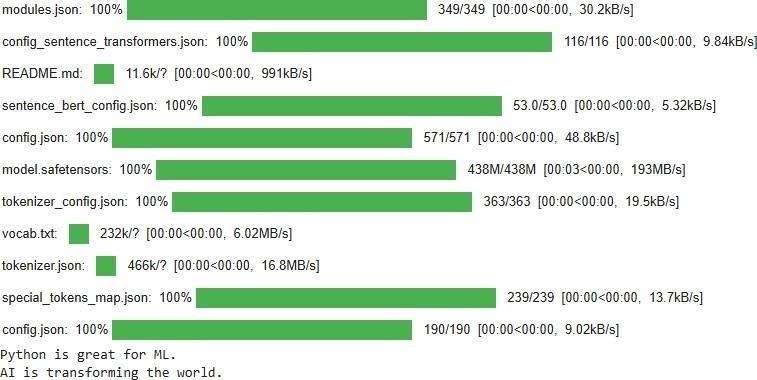 modules.json: 100% 349/349 [00:00<00:00, 30.2kB/s]
config_sentence_transformers.json: 100% 116/116 [00:00<00:00, 9.84kB/s]
README.md: 11.6k/? [00:00<00:00, 991kB/s]
sentence_bert_config.json: 100% 53.0/53.0 [00:00<00:00, 5.32kB/s]
config.json: 100% 571/571 [00:00<00:00, 48.8kB/s]
model.safetensors: 100% 438M/438M [00:03<00:00, 193MB/s]
tokenizer_config.json: 100% 363/363 [00:00<00:00, 19.5kB/s]
vocab.txt: 232k/? [00:00<00:00, 6.02MB/s]
tokenizer.json: 466k/? [00:00<00:00, 16.8MB/s]
special_tokens_map.json: 100% 239/239 [00:00<00:00, 13.7kB/s]
config.json: 100% 190/190 [00:00<00:00, 9.02kB/s]
Python is great for ML.
AI is transforming the world.